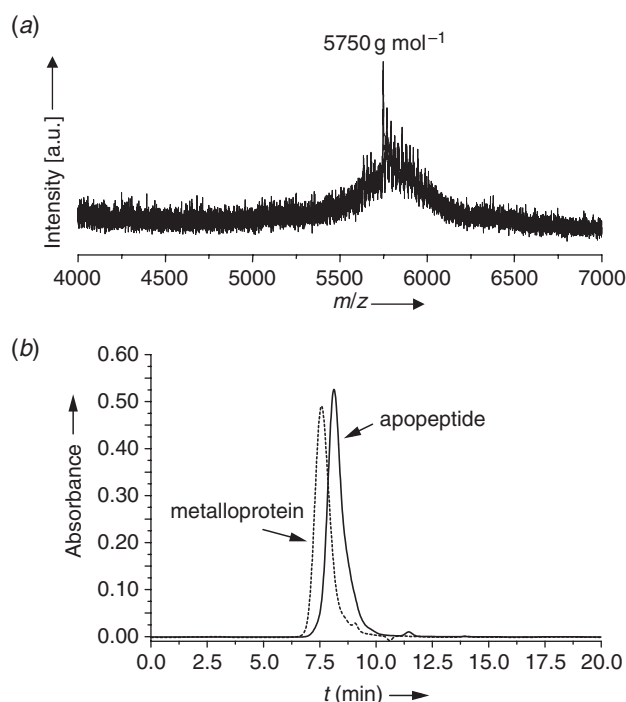 (a)
5750 g mol⁻¹
Intensity [a.u.]
4000 4500 5000 5500 6000 6500 7000
m/z
(b)
0.60
0.50
0.40
0.30
0.20
0.10
0.00
Absorbance
apopeptide
metalloprotein
0.0 2.5 5.0 7.5 10.0 12.5 15.0 17.5 20.0
t (min)